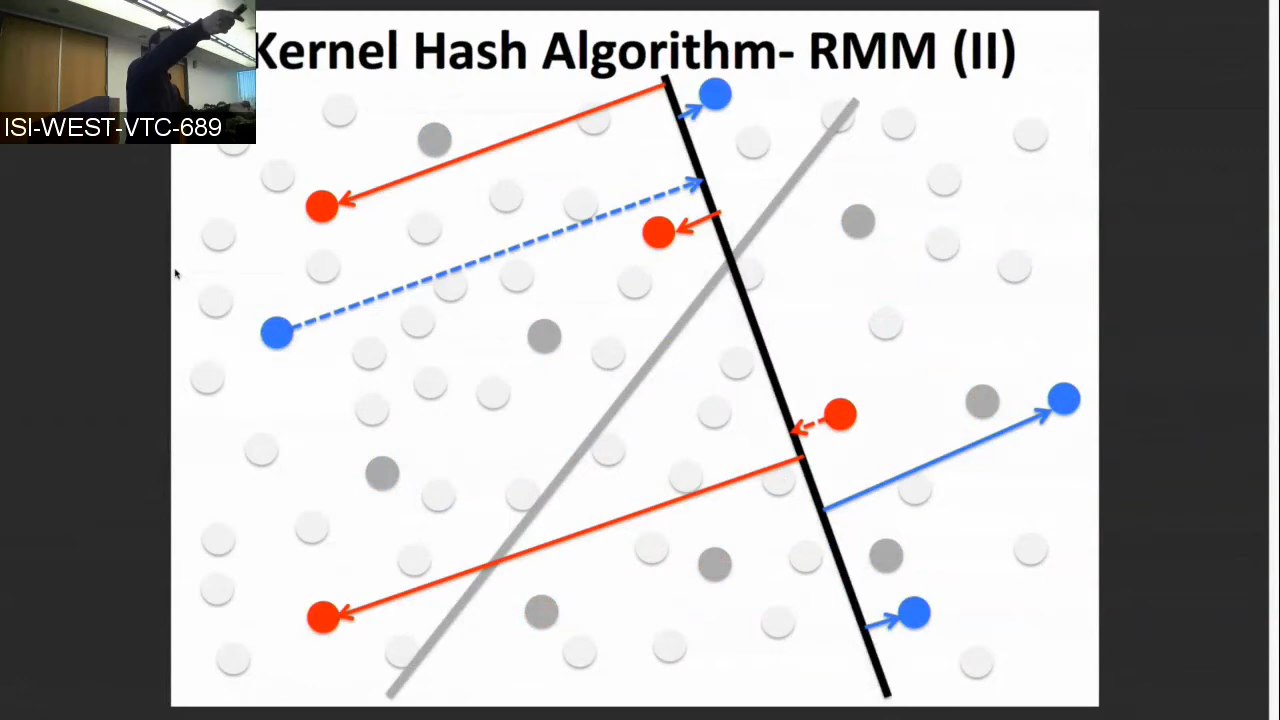 Kernel Hash Algorithm- RMM (II)
ISI-WEST-VTC-689